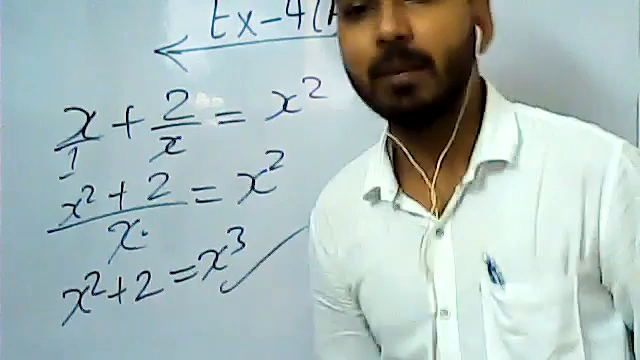 Ex-4(A
x/1 + 2/x = x²
(x² + 2)/x = x²
x² + 2 = x³